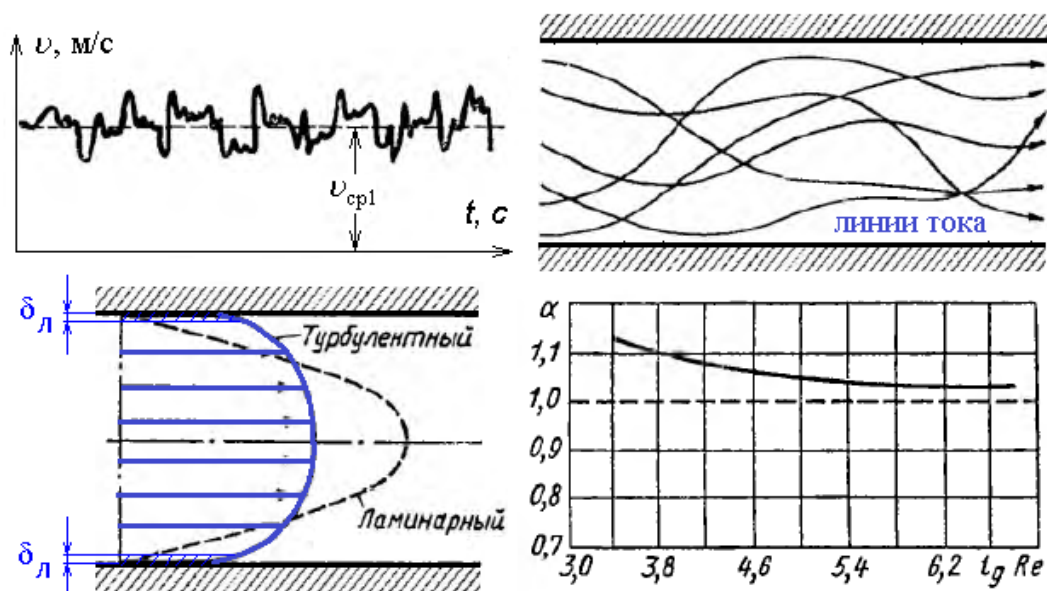 υ, м/с
υср1
t, с
линии тока
δл
Турбулентный
Ламинарный
δл
α
1,1
1,0
0,9
0,8
0,7
3,0 3,8 4,6 5,4 6,2 lg Re